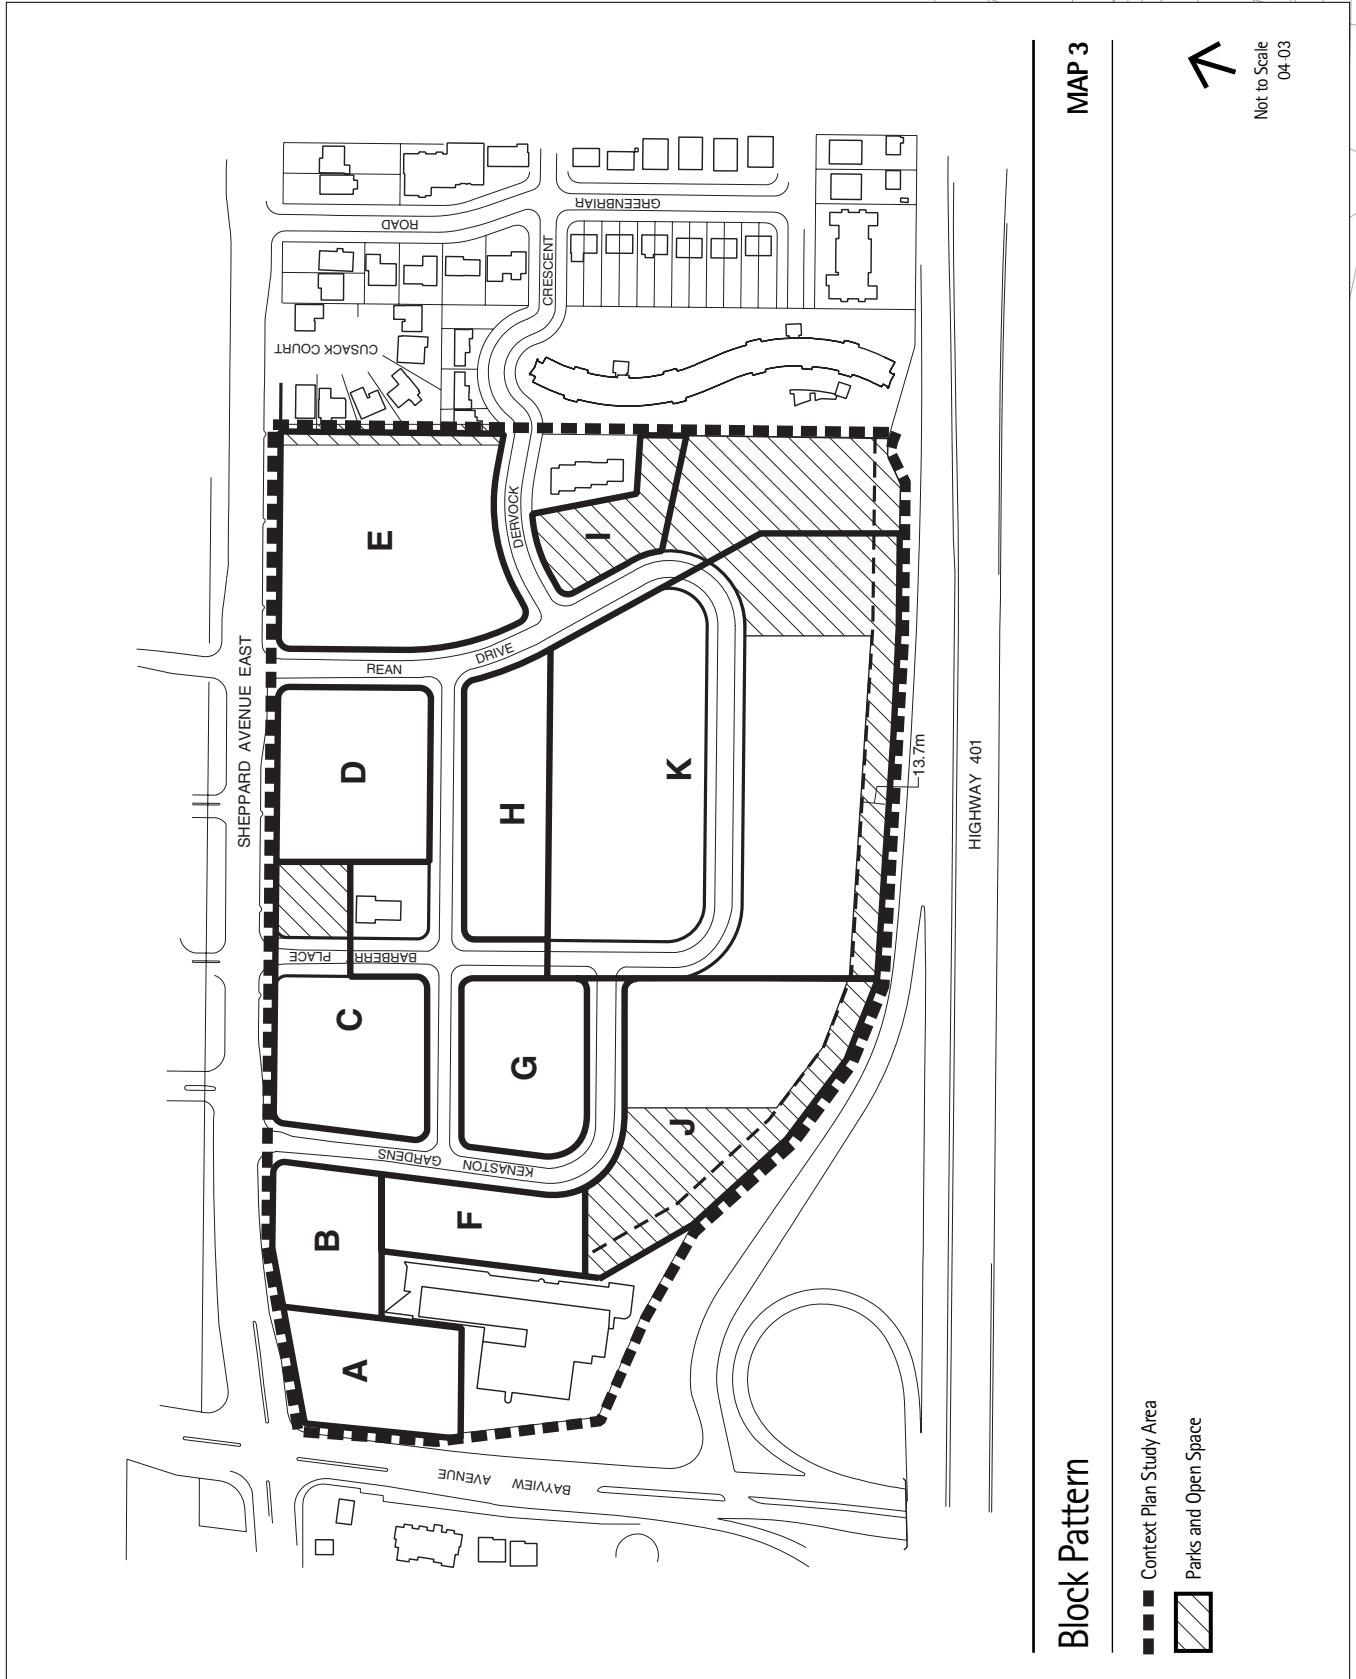 MAP 3
Not to Scale
04-03
SHEPPARD AVENUE EAST
ROAD
GREENBRIAR
CRESCENT
CUSACK COURT
DERVOCK
E
I
REAN
DRIVE
D
H
K
13.7m
HIGHWAY 401
BARBERRY PLACE
C
G
J
KENASTON GARDENS
B
F
A
BAYVIEW AVENUE
Block Pattern
Context Plan Study Area
Parks and Open Space